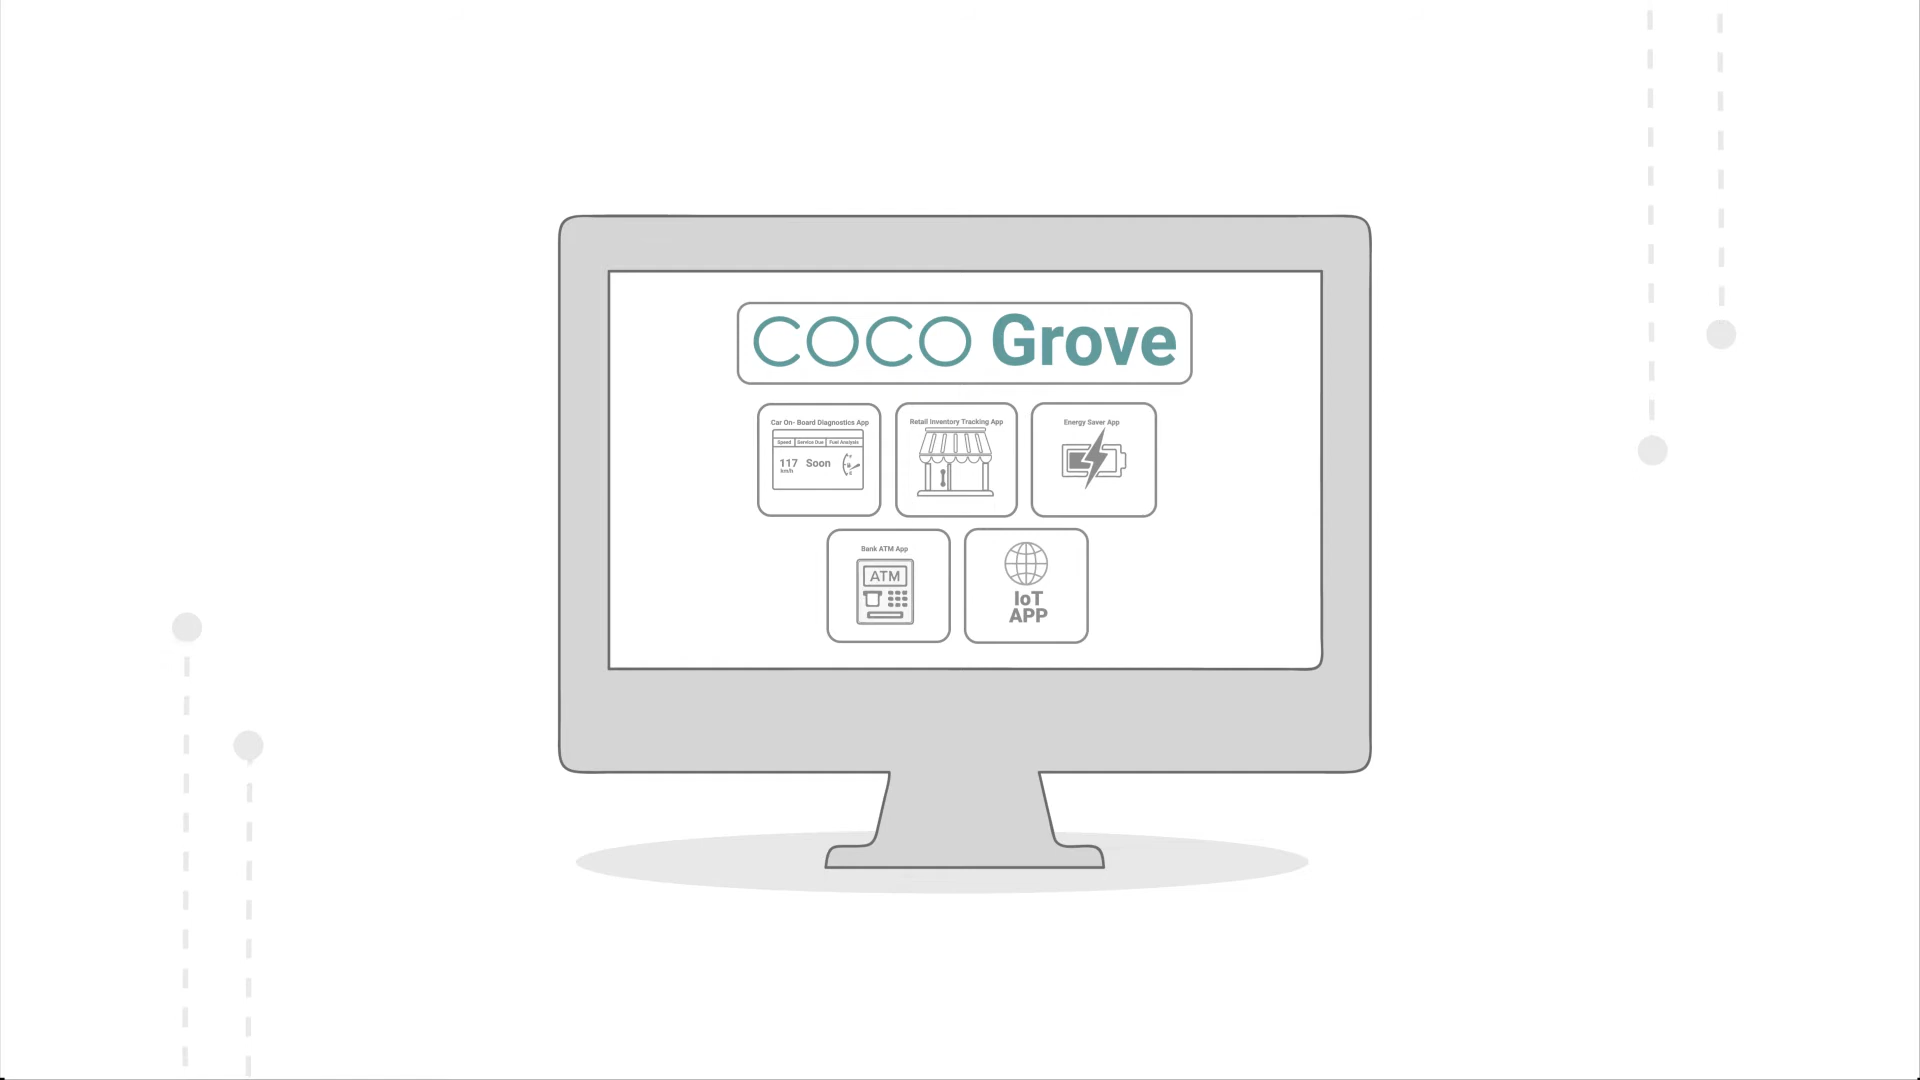 COCO Grove
Car On- Board Diagnostics App
Speed Service Due Fuel Analysis
117 Soon
km/h
F
E
Retail Inventory Tracking App
Energy Saver App
Bank ATM App
ATM
IoT
APP